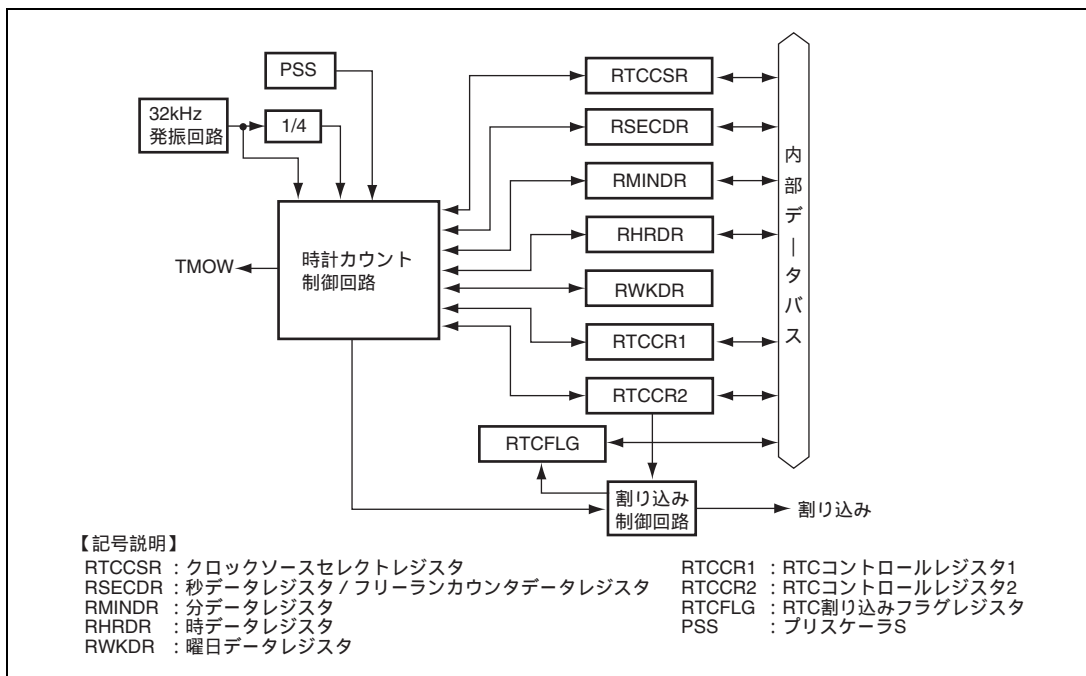 PSS
32kHz
発振回路
1/4
時計カウント
制御回路
TMOW
RTCCSR
RSECDR
RMINDR
RHRDR
RWKDR
RTCCR1
RTCCR2
RTCFLG
内部データバス
割り込み
制御回路
割り込み
【記号説明】
RTCCSR : クロックソースセレクトレジスタ
RSECDR : 秒データレジスタ / フリーランカウンタデータレジスタ
RMINDR : 分データレジスタ
RHRDR : 時データレジスタ
RWKDR : 曜日データレジスタ
RTCCR1 : RTCコントロールレジスタ1
RTCCR2 : RTCコントロールレジスタ2
RTCFLG : RTC割り込みフラグレジスタ
PSS : プリスケーラS